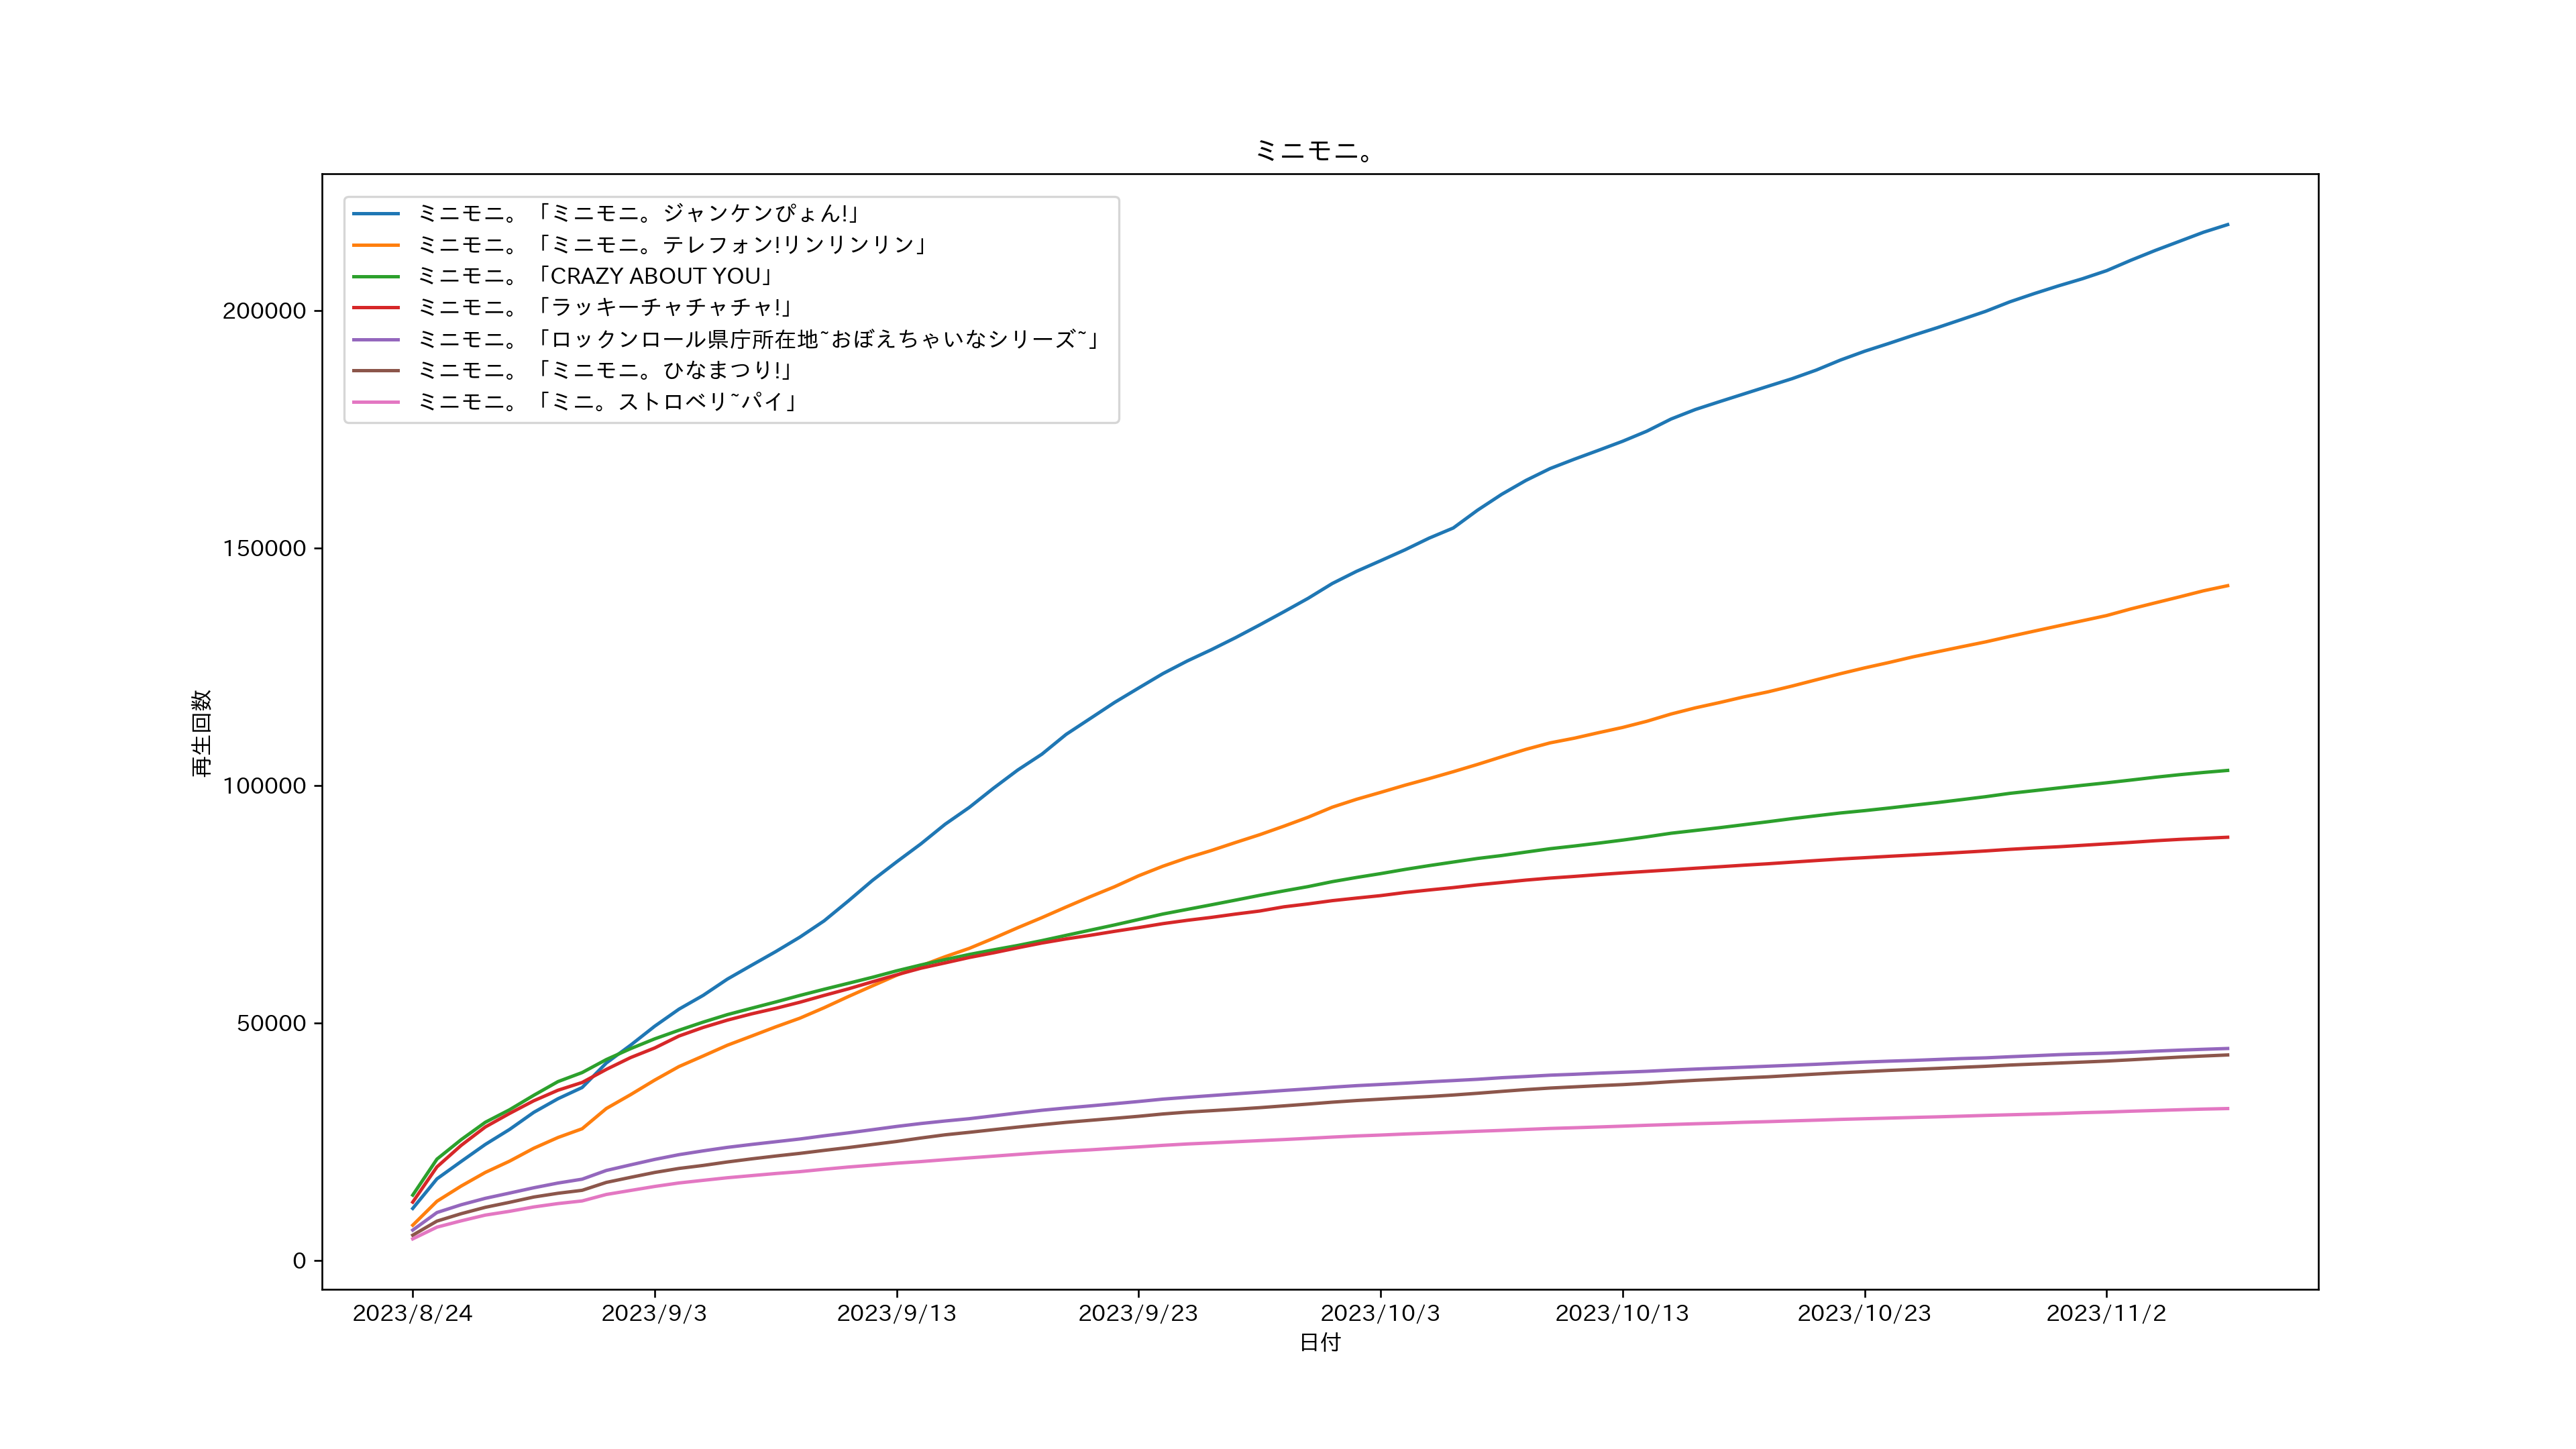 ミニモニ。
ミニモニ。「ミニモニ。ジャンケンぴょん!」
ミニモニ。「ミニモニ。テレフォン!リンリンリン」
ミニモニ。「CRAZY ABOUT YOU」
ミニモニ。「ラッキーチャチャチャ!」
ミニモニ。「ロックンロール県庁所在地~おぼえちゃいなシリーズ~」
ミニモニ。「ミニモニ。ひなまつり!」
ミニモニ。「ミニ。ストロベリ~パイ」
200000
150000
100000
50000
0
再生回数
2023/8/24 2023/9/3 2023/9/13 2023/9/23 2023/10/3 2023/10/13 2023/10/23 2023/11/2
日付